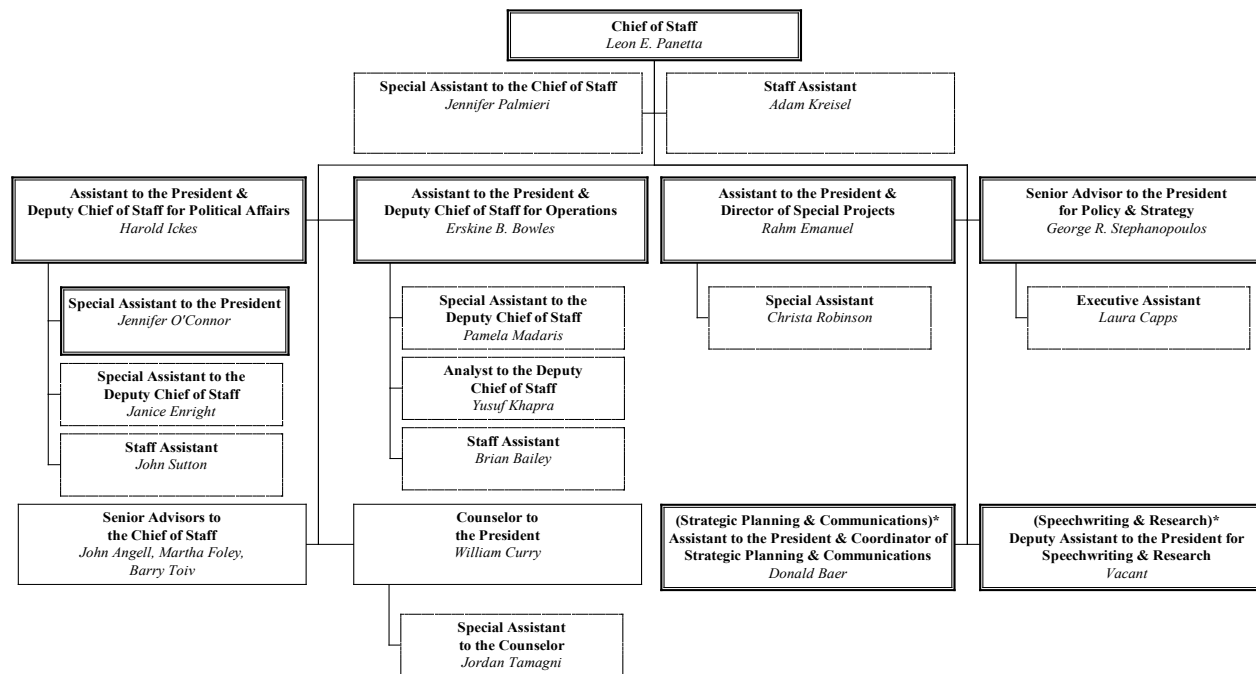 Chief of Staff
Leon E. Panetta
Special Assistant to the Chief of Staff
Jennifer Palmieri
Staff Assistant
Adam Kreisel
Assistant to the President &
Deputy Chief of Staff for Political Affairs
Harold Ickes
Assistant to the President &
Deputy Chief of Staff for Operations
Erskine B. Bowles
Assistant to the President &
Director of Special Projects
Rahm Emanuel
Senior Advisor to the President
for Policy & Strategy
George R. Stephanopoulos
Special Assistant to the President
Jennifer O'Connor
Special Assistant to the
Deputy Chief of Staff
Janice Enright
Staff Assistant
John Sutton
Special Assistant to the
Deputy Chief of Staff
Pamela Madaris
Analyst to the Deputy
Chief of Staff
Yusuf Khapra
Staff Assistant
Brian Bailey
Special Assistant
Christa Robinson
Executive Assistant
Laura Capps
Senior Advisors to
the Chief of Staff
John Angell, Martha Foley,
Barry Toiv
Counselor to
the President
William Curry
(Strategic Planning & Communications)*
Assistant to the President & Coordinator of
Strategic Planning & Communications
Donald Baer
(Speechwriting & Research)*
Deputy Assistant to the President for
Speechwriting & Research
Vacant
Special Assistant
to the Counselor
Jordan Tamagni